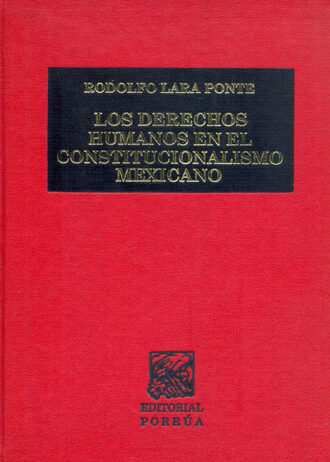 RODOLFO LARA PONTE
LOS DERECHOS
HUMANOS EN EL
CONSTITUCIONALISMO
MEXICANO
EDITORIAL
PORRÚA